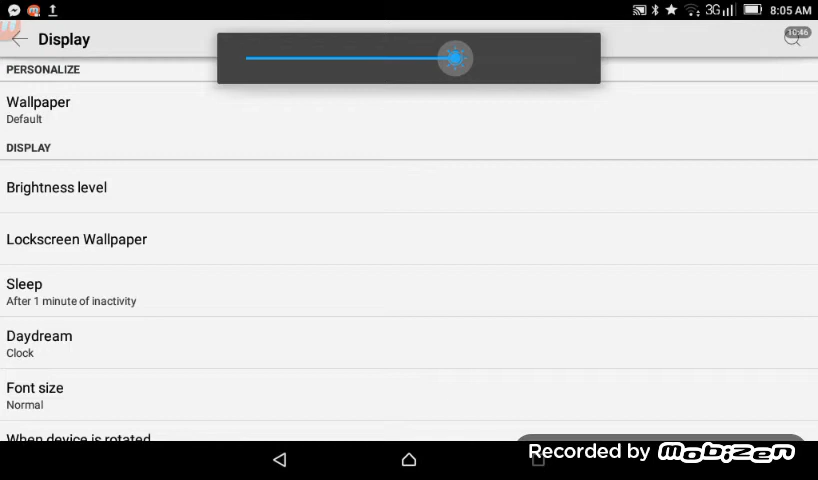 3G 8:05 AM
Display
10:46
PERSONALIZE
Wallpaper
Default
DISPLAY
Brightness level
Lockscreen Wallpaper
Sleep
After 1 minute of inactivity
Daydream
Clock
Font size
Normal
When device is rotated
Recorded by mobizen